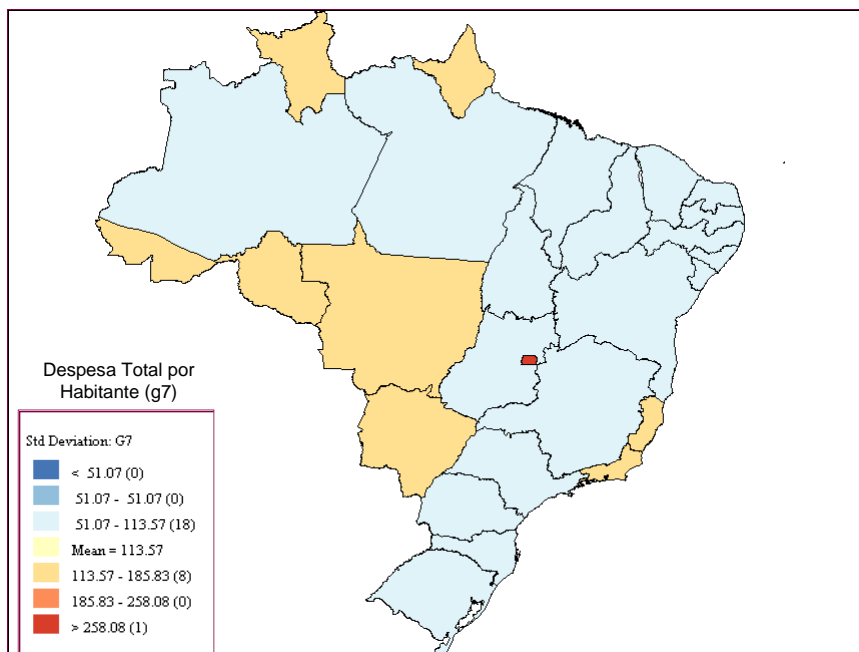 Despesa Total por
Habitante (g7)
Std Deviation: G7
< 51.07 (0)
51.07 - 51.07 (0)
51.07 - 113.57 (18)
Mean = 113.57
113.57 - 185.83 (8)
185.83 - 258.08 (0)
> 258.08 (1)